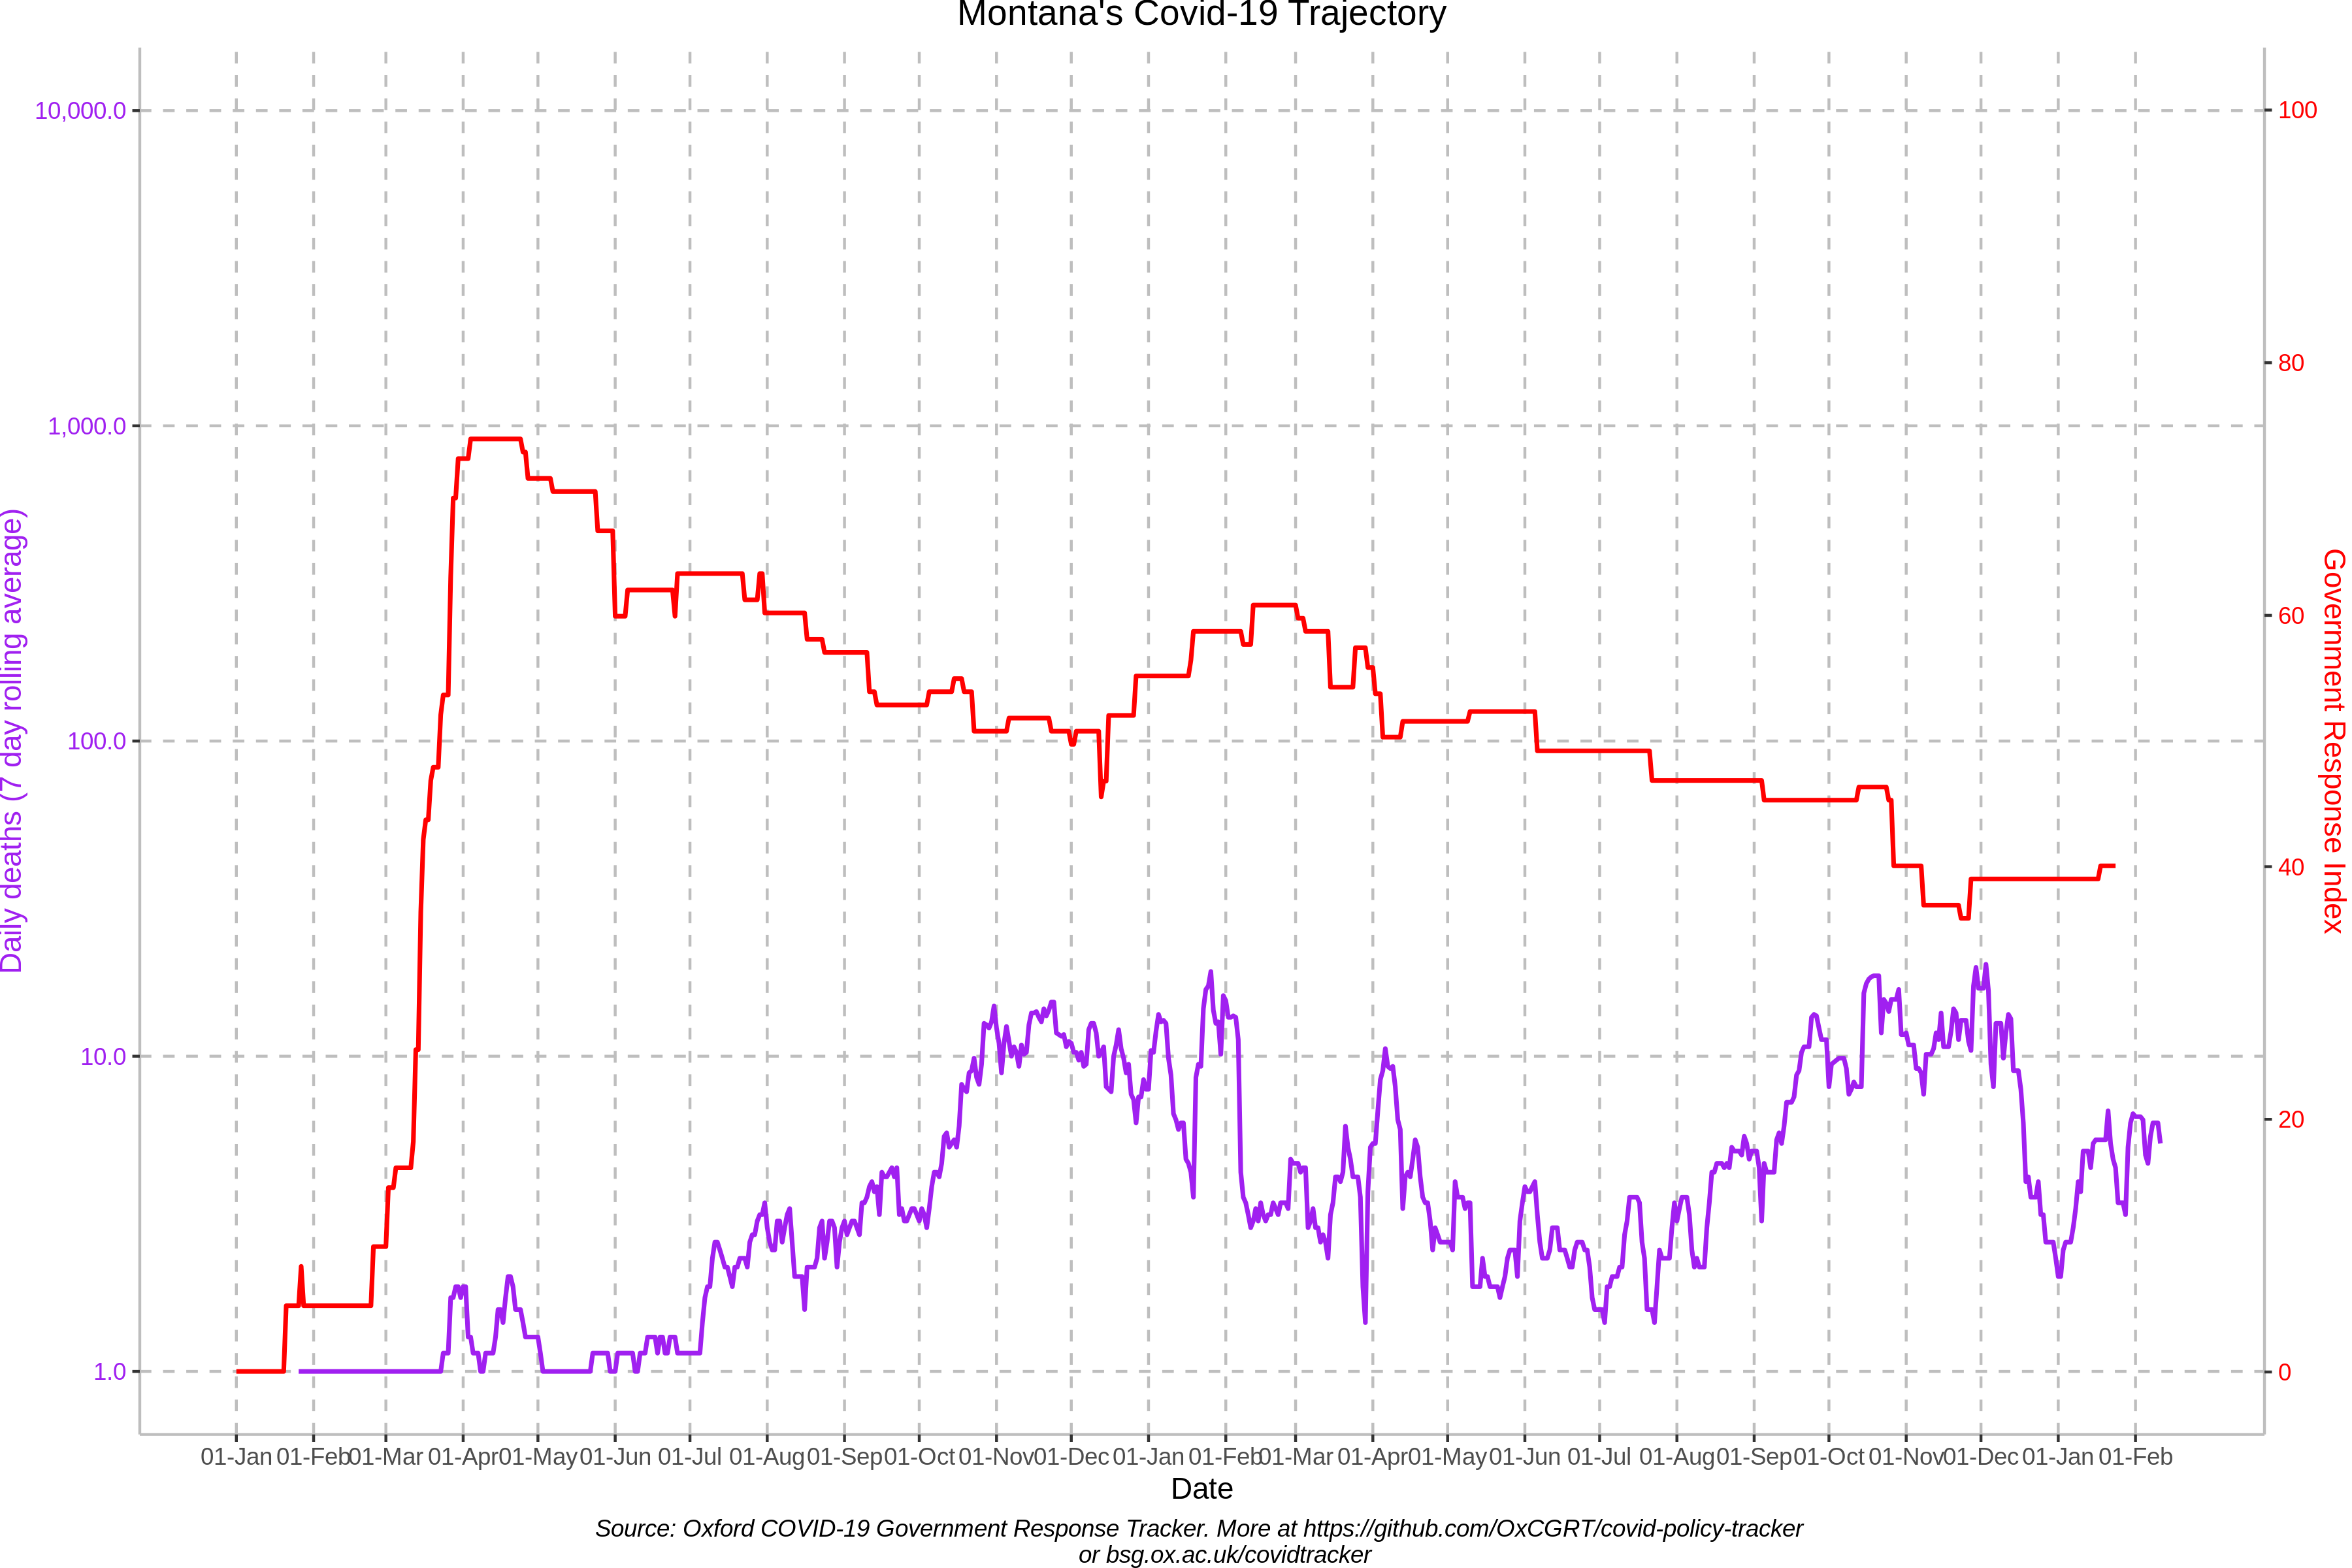 Montana's Covid-19 Trajectory
10,000.0
1,000.0
100.0
10.0
1.0
Daily deaths (7 day rolling average)
100
80
60
40
20
0
Government Response Index
01-Jan 01-Feb 01-Mar 01-Apr 01-May 01-Jun 01-Jul 01-Aug 01-Sep 01-Oct 01-Nov 01-Dec 01-Jan 01-Feb 01-Mar 01-Apr 01-May 01-Jun 01-Jul 01-Aug 01-Sep 01-Oct 01-Nov 01-Dec 01-Jan 01-Feb
Date
Source: Oxford COVID-19 Government Response Tracker. More at https://github.com/OxCGRT/covid-policy-tracker
or bsg.ox.ac.uk/covidtracker